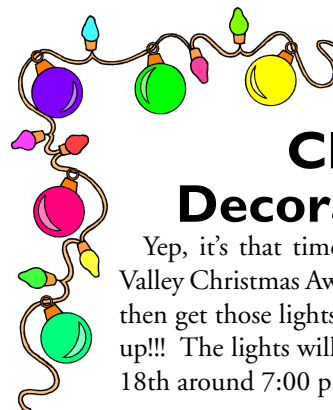 Decor
Yep, it's that time
Valley Christmas
then get those lights
up!!! The lights will
18th around 7:00 p